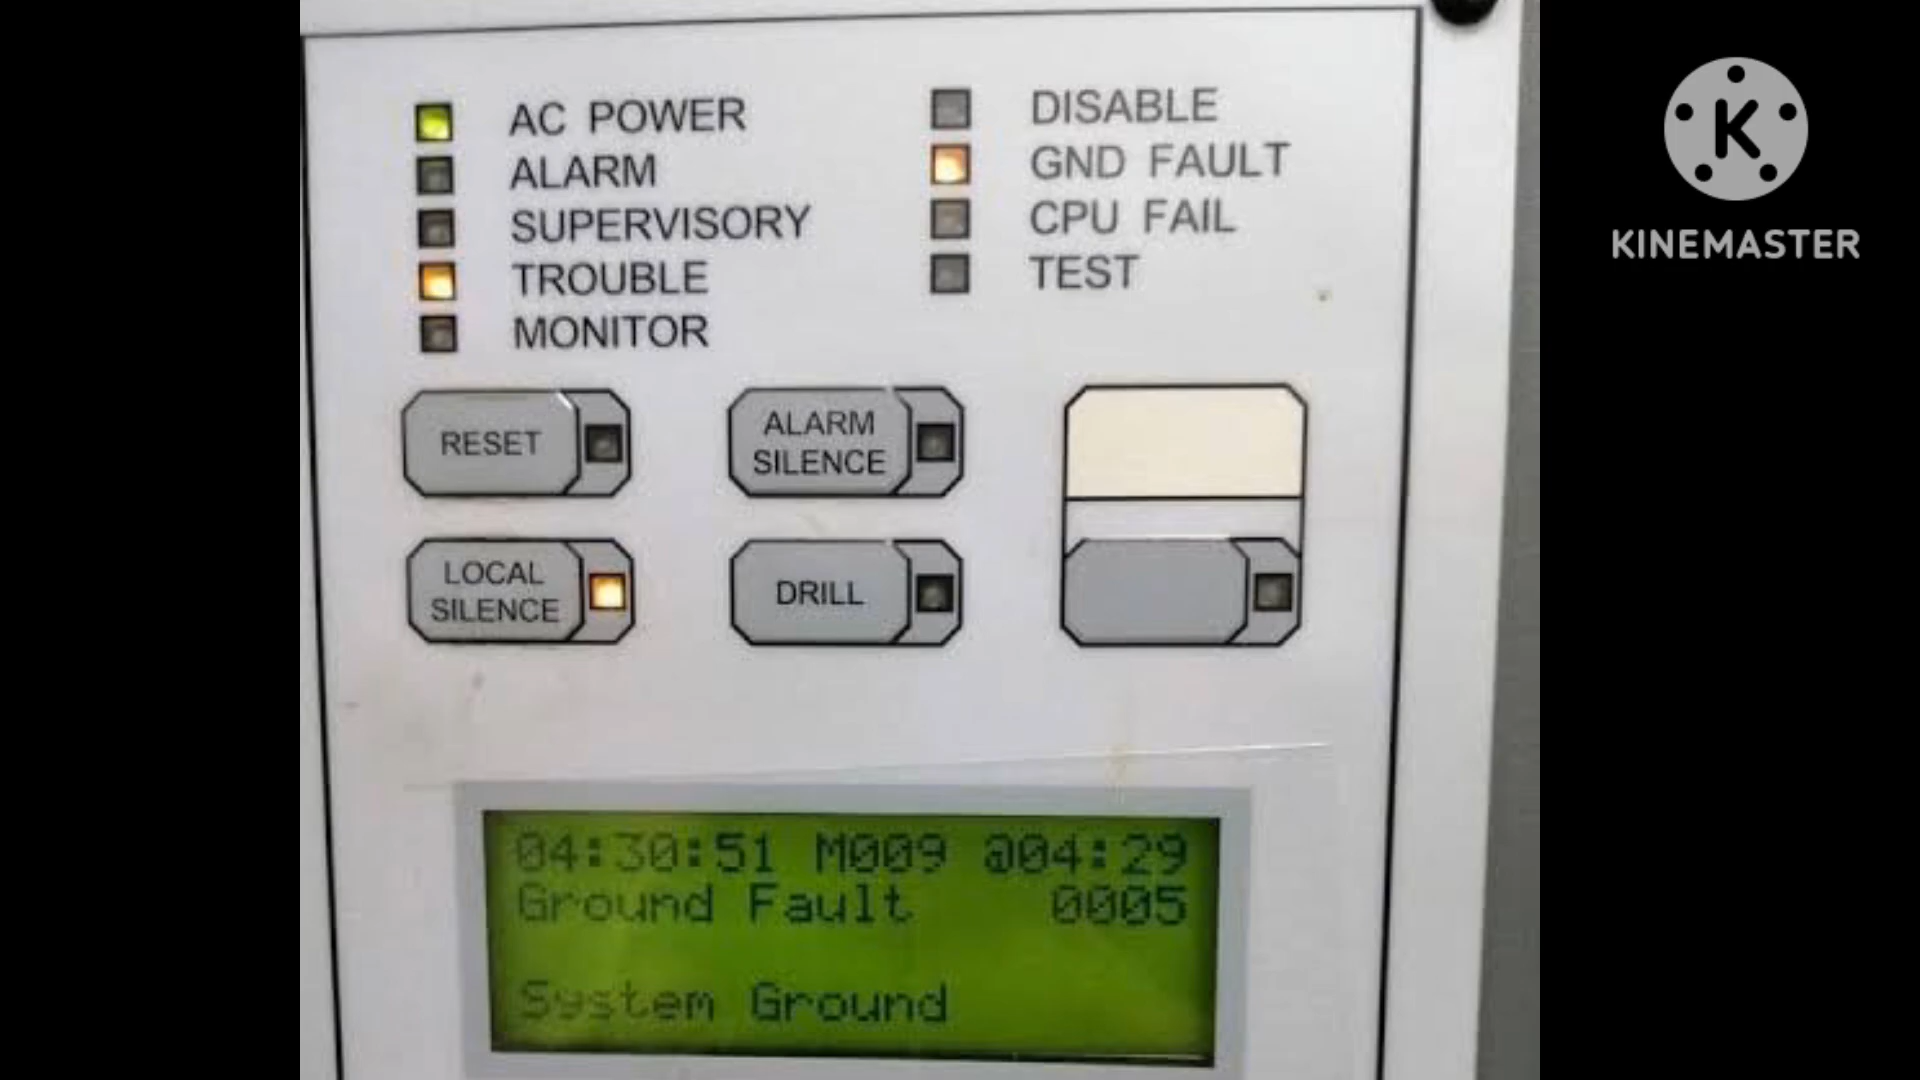 AC POWER
ALARM
SUPERVISORY
TROUBLE
MONITOR
DISABLE
GND FAULT
CPU FAIL
TEST
RESET
ALARM
SILENCE
LOCAL
SILENCE
DRILL
04:30:51 M009 @04:29
Ground Fault 0005
System Ground
K
KINEMASTER